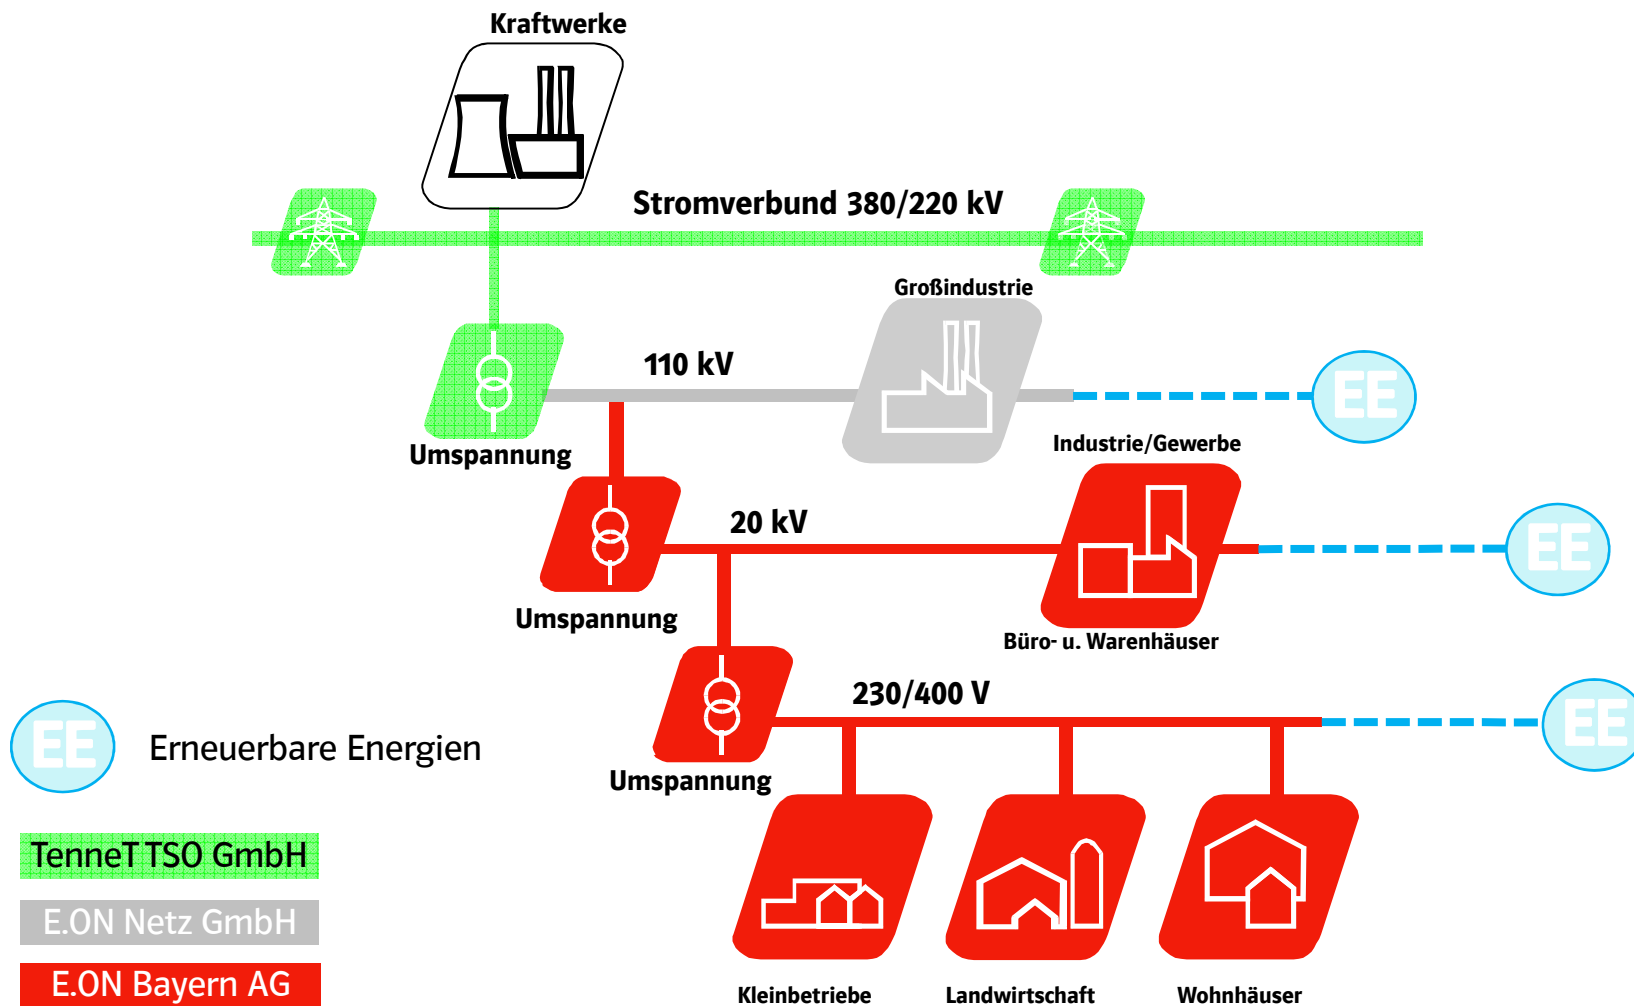 Kraftwerke
Stromverbund 380/220 kV
Großindustrie
110 kV
EE
Umspannung
Industrie/Gewerbe
20 kV
EE
Umspannung
Büro- u. Warenhäuser
230/400 V
EE
Umspannung
EE Erneuerbare Energien
TenneT TSO GmbH
E.ON Netz GmbH
E.ON Bayern AG
Kleinbetriebe
Landwirtschaft
Wohnhäuser